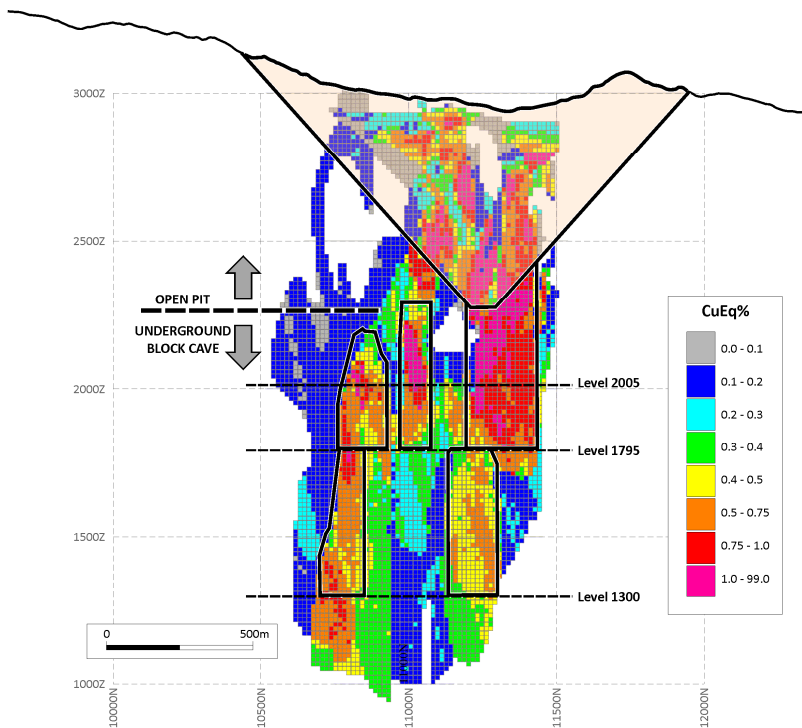 3000Z
2500Z
OPEN PIT
UNDERGROUND
BLOCK CAVE
2000Z
Level 2005
Level 1795
1500Z
Level 1300
1000Z
0 500m
10000N
10500N
11000N
11500N
12000N
CuEq%
0.0 - 0.1
0.1 - 0.2
0.2 - 0.3
0.3 - 0.4
0.4 - 0.5
0.5 - 0.75
0.75 - 1.0
1.0 - 99.0